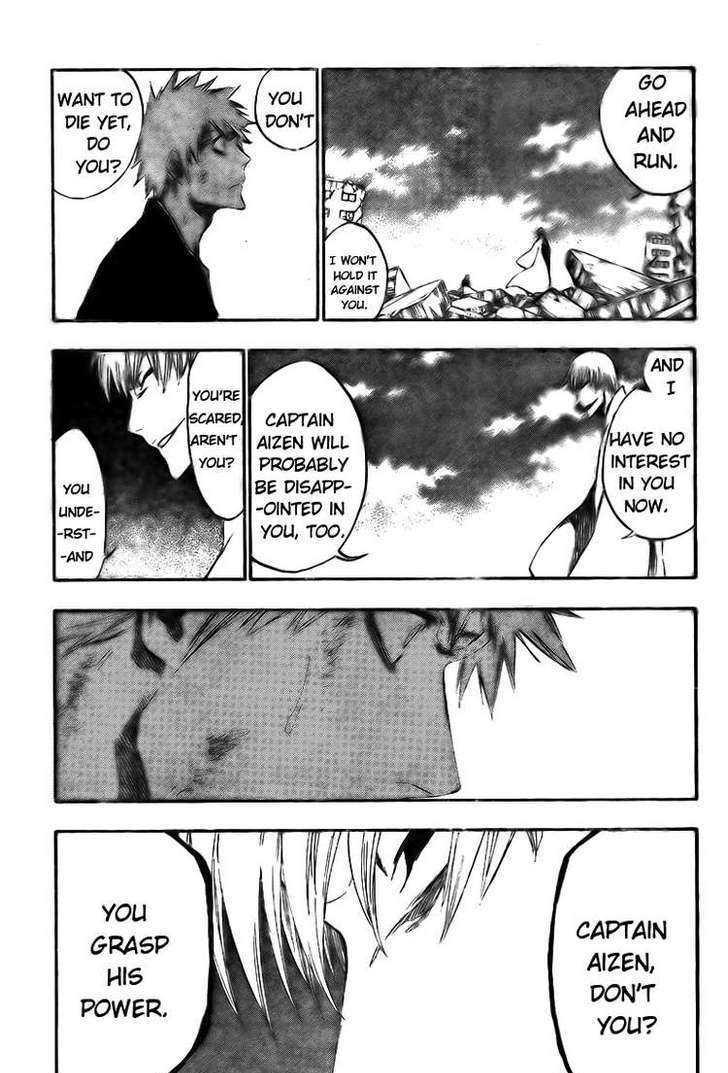 GO
AHEAD
AND
RUN.
I WON'T
HOLD IT
AGAINST
YOU.
YOU
DON'T
WANT TO
DIE YET,
DO
YOU?
AND
I
HAVE NO
INTEREST
IN YOU
NOW.
CAPTAIN
AIZEN WILL
PROBABLY
BE DISAPP-
-OINTED IN
YOU, TOO.
YOU'RE
SCARED,
AREN'T
YOU?
YOU
UNDE-
-RST-
-AND
CAPTAIN
AIZEN,
DON'T
YOU?
YOU
GRASP
HIS
POWER.